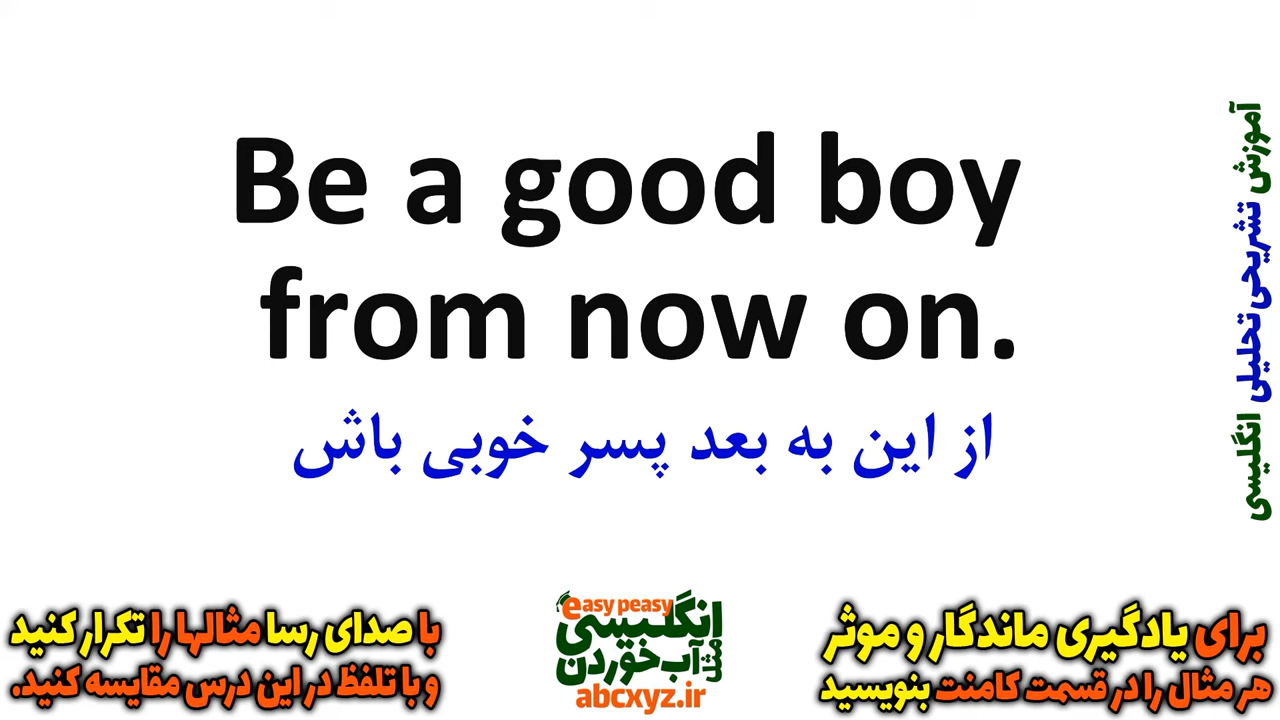 Be a good boy
from now on.
از این به بعد پسر خوبی باش
آموزش تشریحی تحلیلی انگلیسی
برای یادگیری ماندگار و موثر
هر مثال را در قسمت کامنت بنویسید
easy peasy
انگلیسی
مثل آب خوردن
abcxyz.ir
با صدای رسا مثالها را تکرار کنید
و با تلفظ در این درس مقایسه کنید.